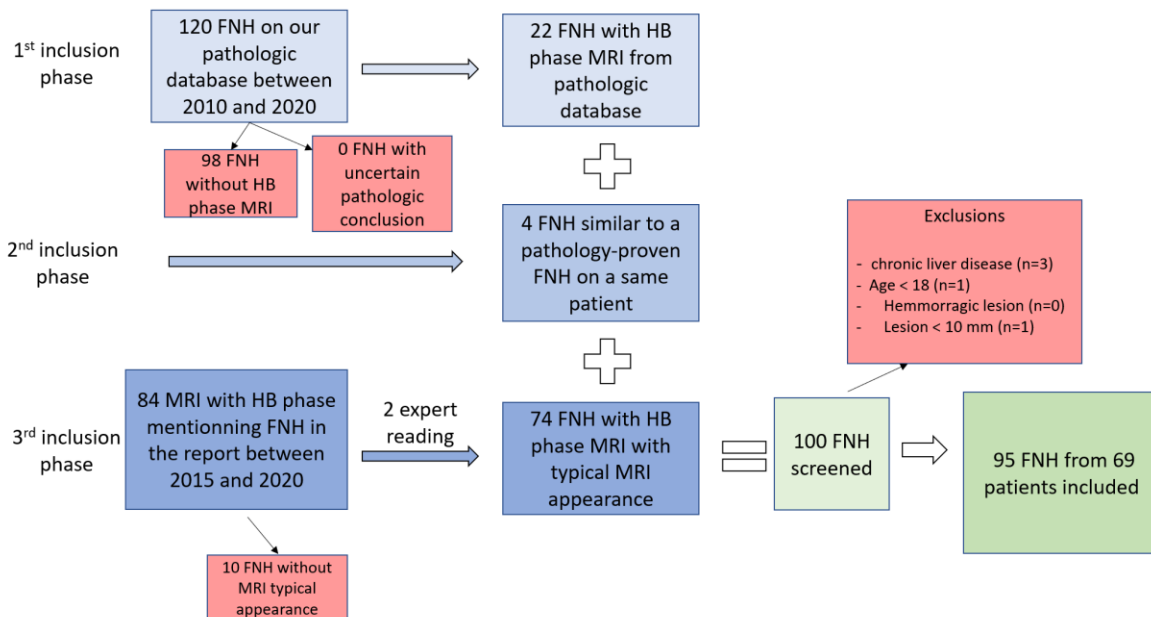 1st inclusion
phase
120 FNH on our
pathologic
database between
2010 and 2020
22 FNH with HB
phase MRI from
pathologic
database
98 FNH
without HB
phase MRI
0 FNH with
uncertain
pathologic
conclusion
2nd inclusion
phase
4 FNH similar to a
pathology-proven
FNH on a same
patient
Exclusions
- chronic liver disease (n=3)
- Age < 18 (n=1)
- Hemmorragic lesion (n=0)
- Lesion < 10 mm (n=1)
3rd inclusion
phase
84 MRI with HB phase
mentionning FNH in
the report between
2015 and 2020
2 expert
reading
74 FNH with HB
phase MRI with
typical MRI
appearance
100 FNH
screened
95 FNH from 69
patients included
10 FNH without
MRI typical
appearance